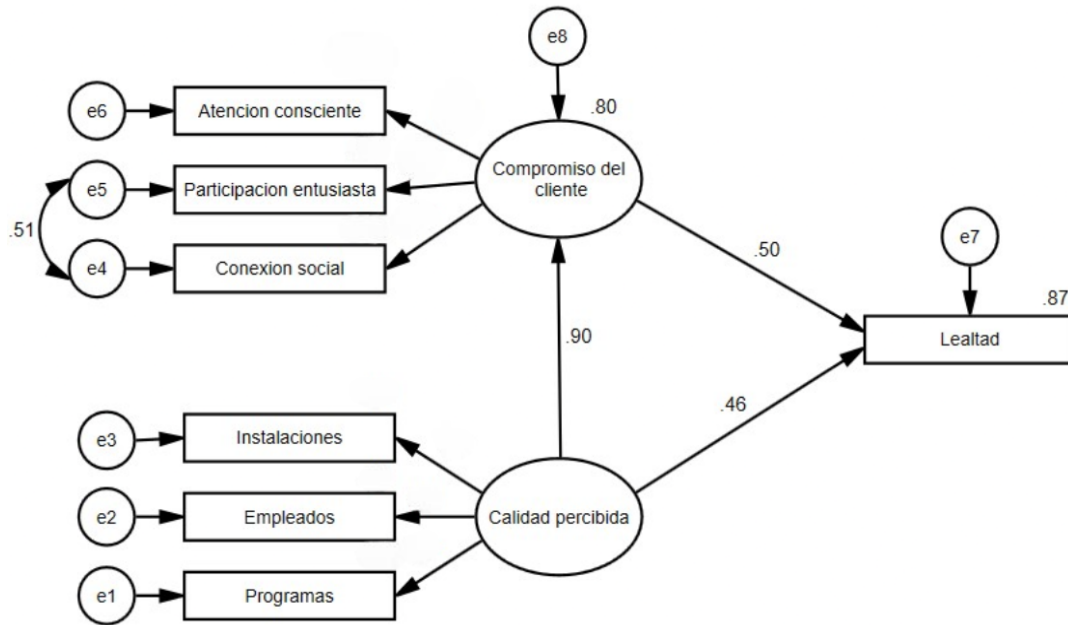 e8
.80
e6
Atencion consciente
Compromiso del
cliente
e5
Participacion entusiasta
.51
e4
Conexion social
.50
e7
.87
Lealtad
.90
.46
e3
Instalaciones
e2
Empleados
Calidad percibida
e1
Programas